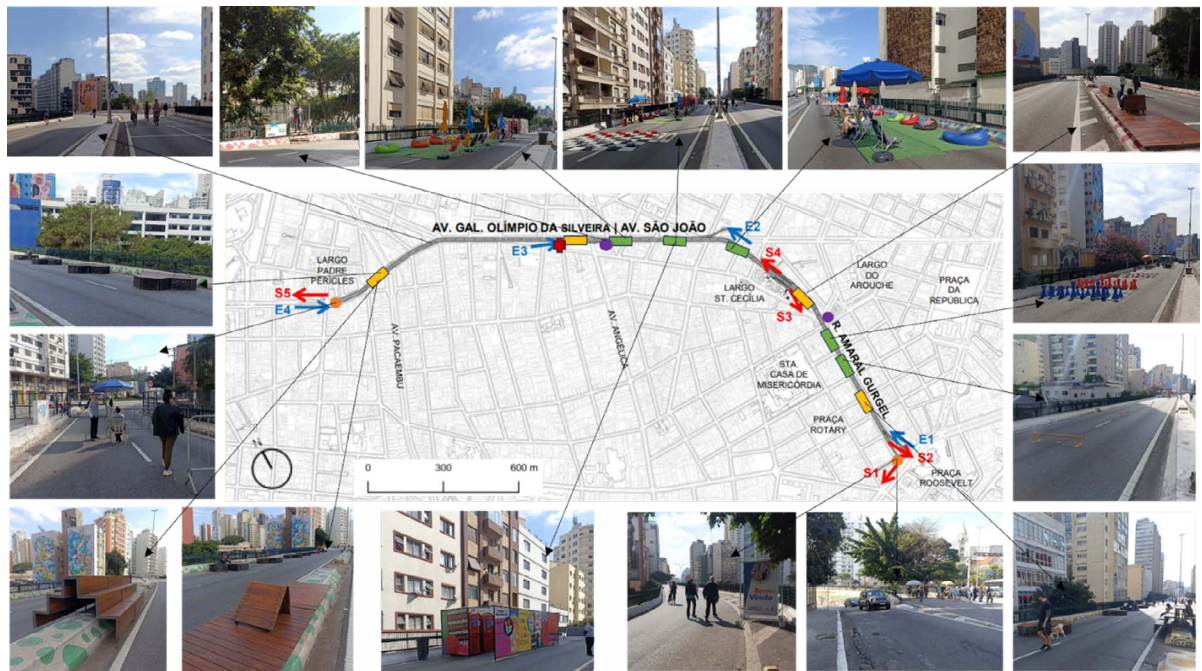 AV. GAL. OLÍMPIO DA SILVEIRA | AV. SÃO JOÃO
E2
E3
S4
LARGO
PADRE
PÉRICLES
LARGO
DO
AROUCHE
PRAÇA
DA
REPÚBLICA
S5
E4
LARGO
ST. CECÍLIA
S3
AV. PACAEMBU
AV. ANGÉLICA
R. AMARAL GURGEL
STA.
CASA DE
MISERICÓRDIA
PRAÇA
ROTARY
E1
S2
S1
PRAÇA
ROOSEVELT
N
0 300 600 m
Bem
Vinda